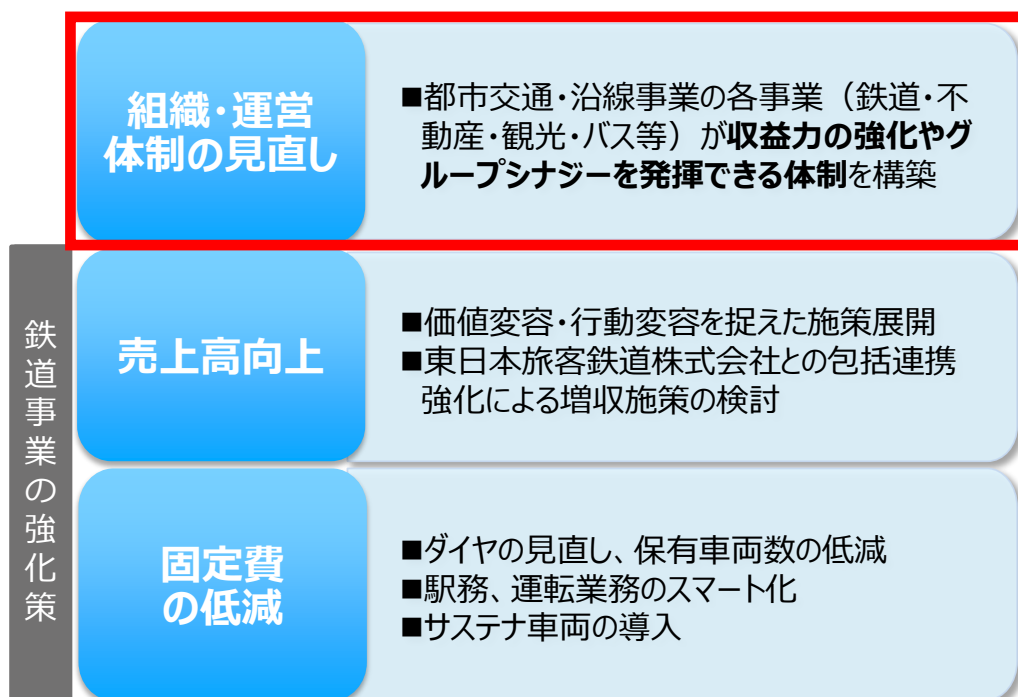 組織・運営
体制の見直し
■都市交通・沿線事業の各事業（鉄道・不
動産・観光・バス等）が収益力の強化やグ
ループシナジーを発揮できる体制を構築
鉄道事業の強化策
売上高向上
■価値変容・行動変容を捉えた施策展開
■東日本旅客鉄道株式会社との包括連携
強化による増収施策の検討
固定費
の低減
■ダイヤの見直し、保有車両数の低減
■駅務、運転業務のスマート化
■サステナ車両の導入